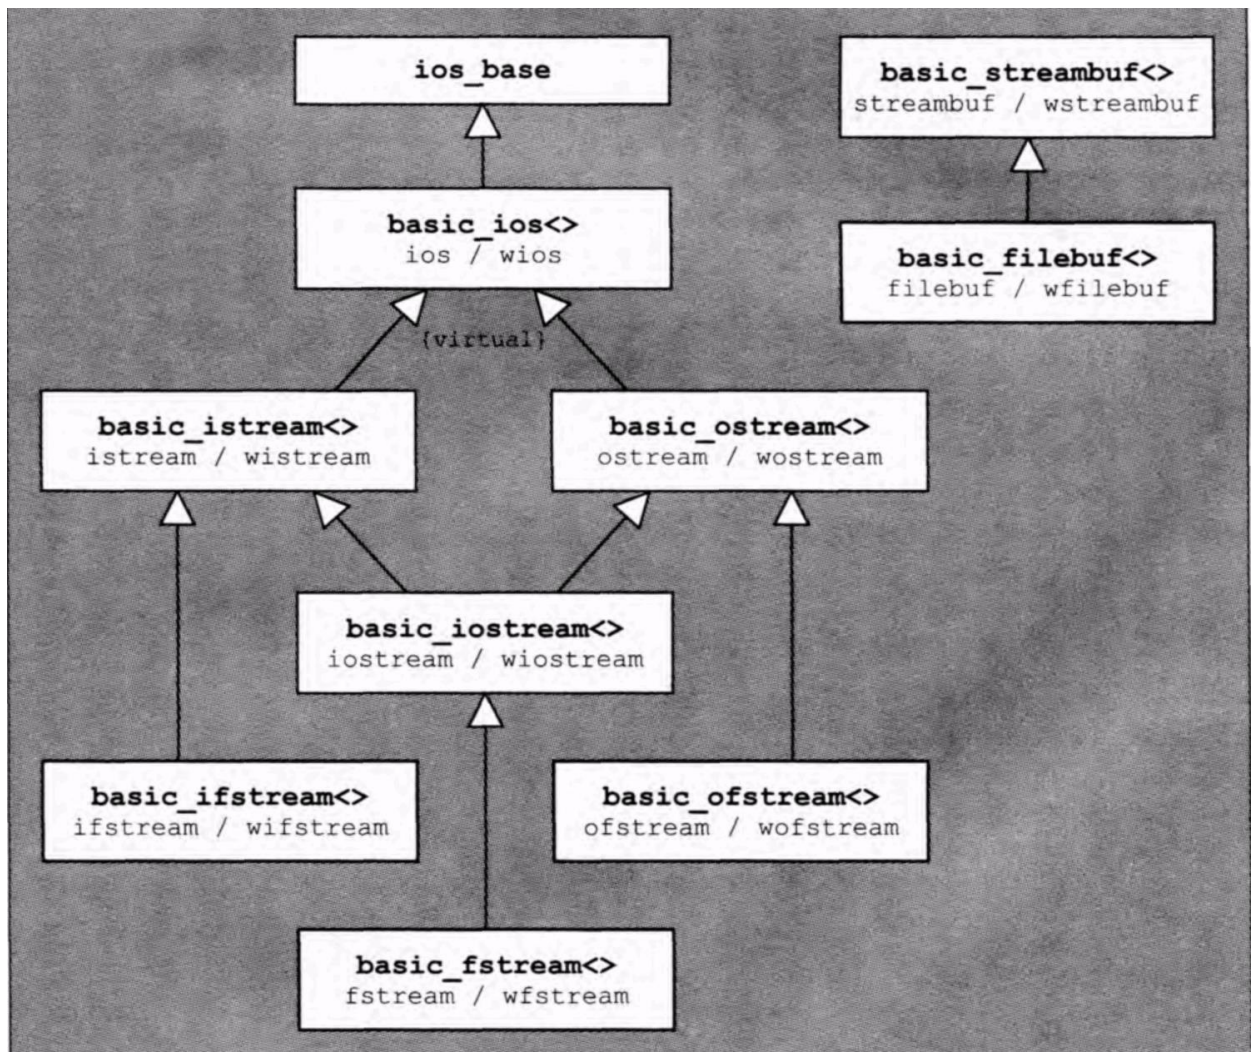 ios_base
basic_streambuf<>
streambuf / wstreambuf
basic_ios<>
ios / wios
basic_filebuf<>
filebuf / wfilebuf
{virtual}
basic_istream<>
istream / wistream
basic_ostream<>
ostream / wostream
basic_iostream<>
iostream / wiostream
basic_ifstream<>
ifstream / wifstream
basic_ofstream<>
ofstream / wofstream
basic_fstream<>
fstream / wfstream